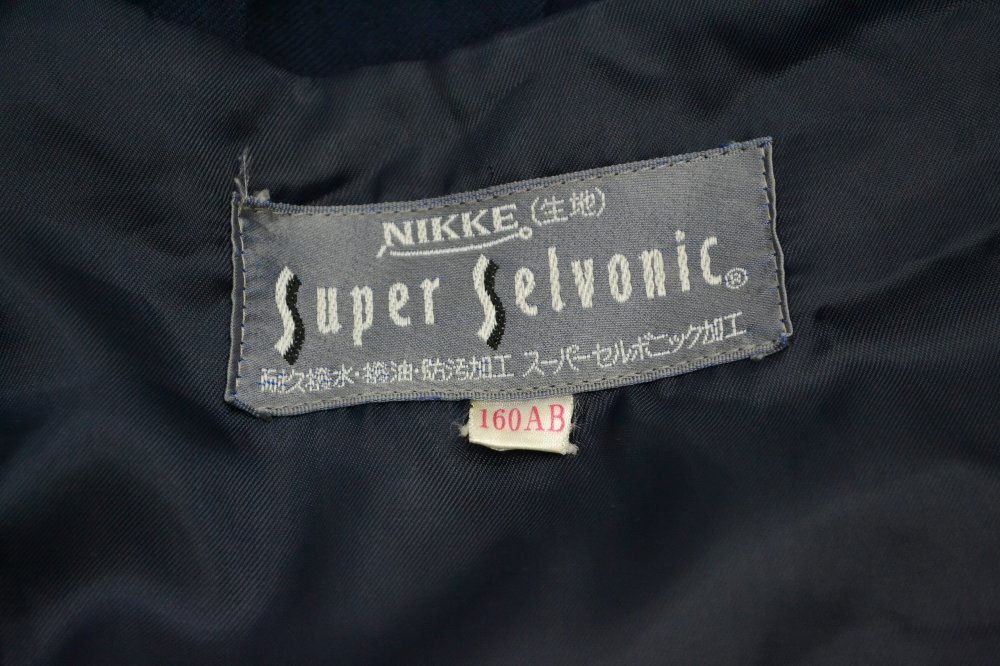 NIKKE (生地)
Super Selvonic®
耐久撥水・撥油・防汚加工 スーパーセルボニック加工
160AB